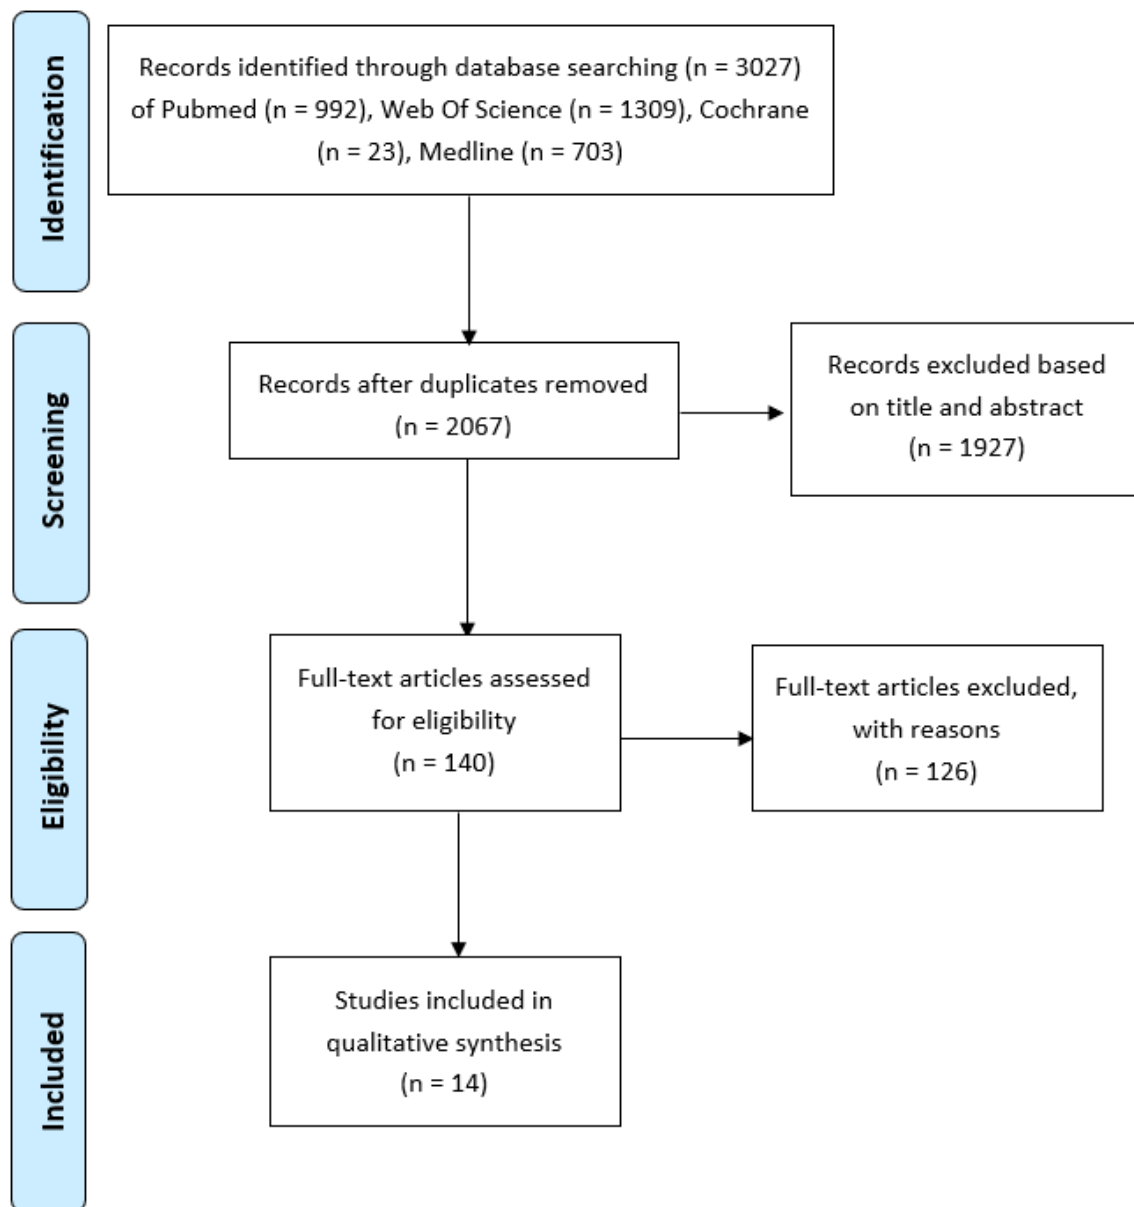 Identification
Records identified through database searching (n = 3027)
of Pubmed (n = 992), Web Of Science (n = 1309), Cochrane
(n = 23), Medline (n = 703)
Screening
Records after duplicates removed
(n = 2067)
Records excluded based
on title and abstract
(n = 1927)
Eligibility
Full-text articles assessed
for eligibility
(n = 140)
Full-text articles excluded,
with reasons
(n = 126)
Included
Studies included in
qualitative synthesis
(n = 14)